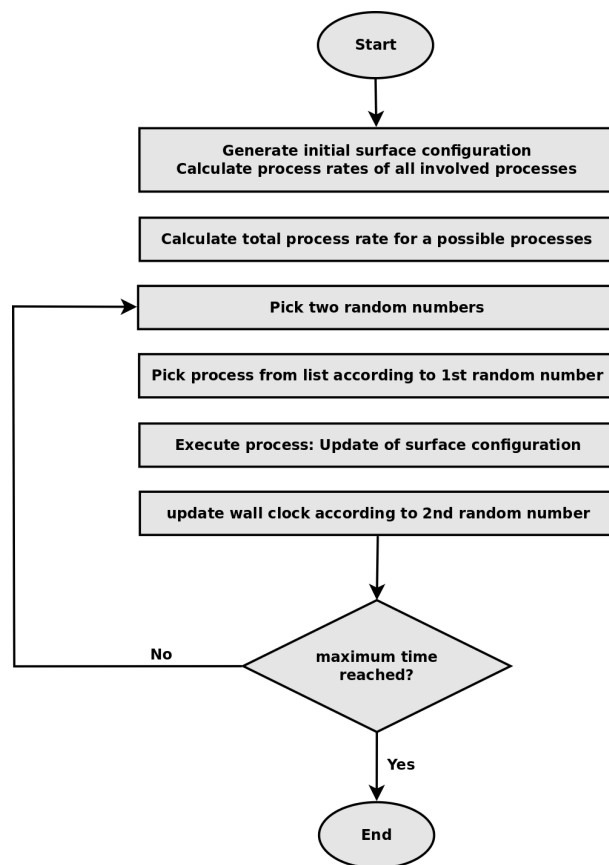 Start
Generate initial surface configuration
Calculate process rates of all involved processes
Calculate total process rate for a possible processes
Pick two random numbers
Pick process from list according to 1st random number
Execute process: Update of surface configuration
update wall clock according to 2nd random number
maximum time
reached?
No
Yes
End